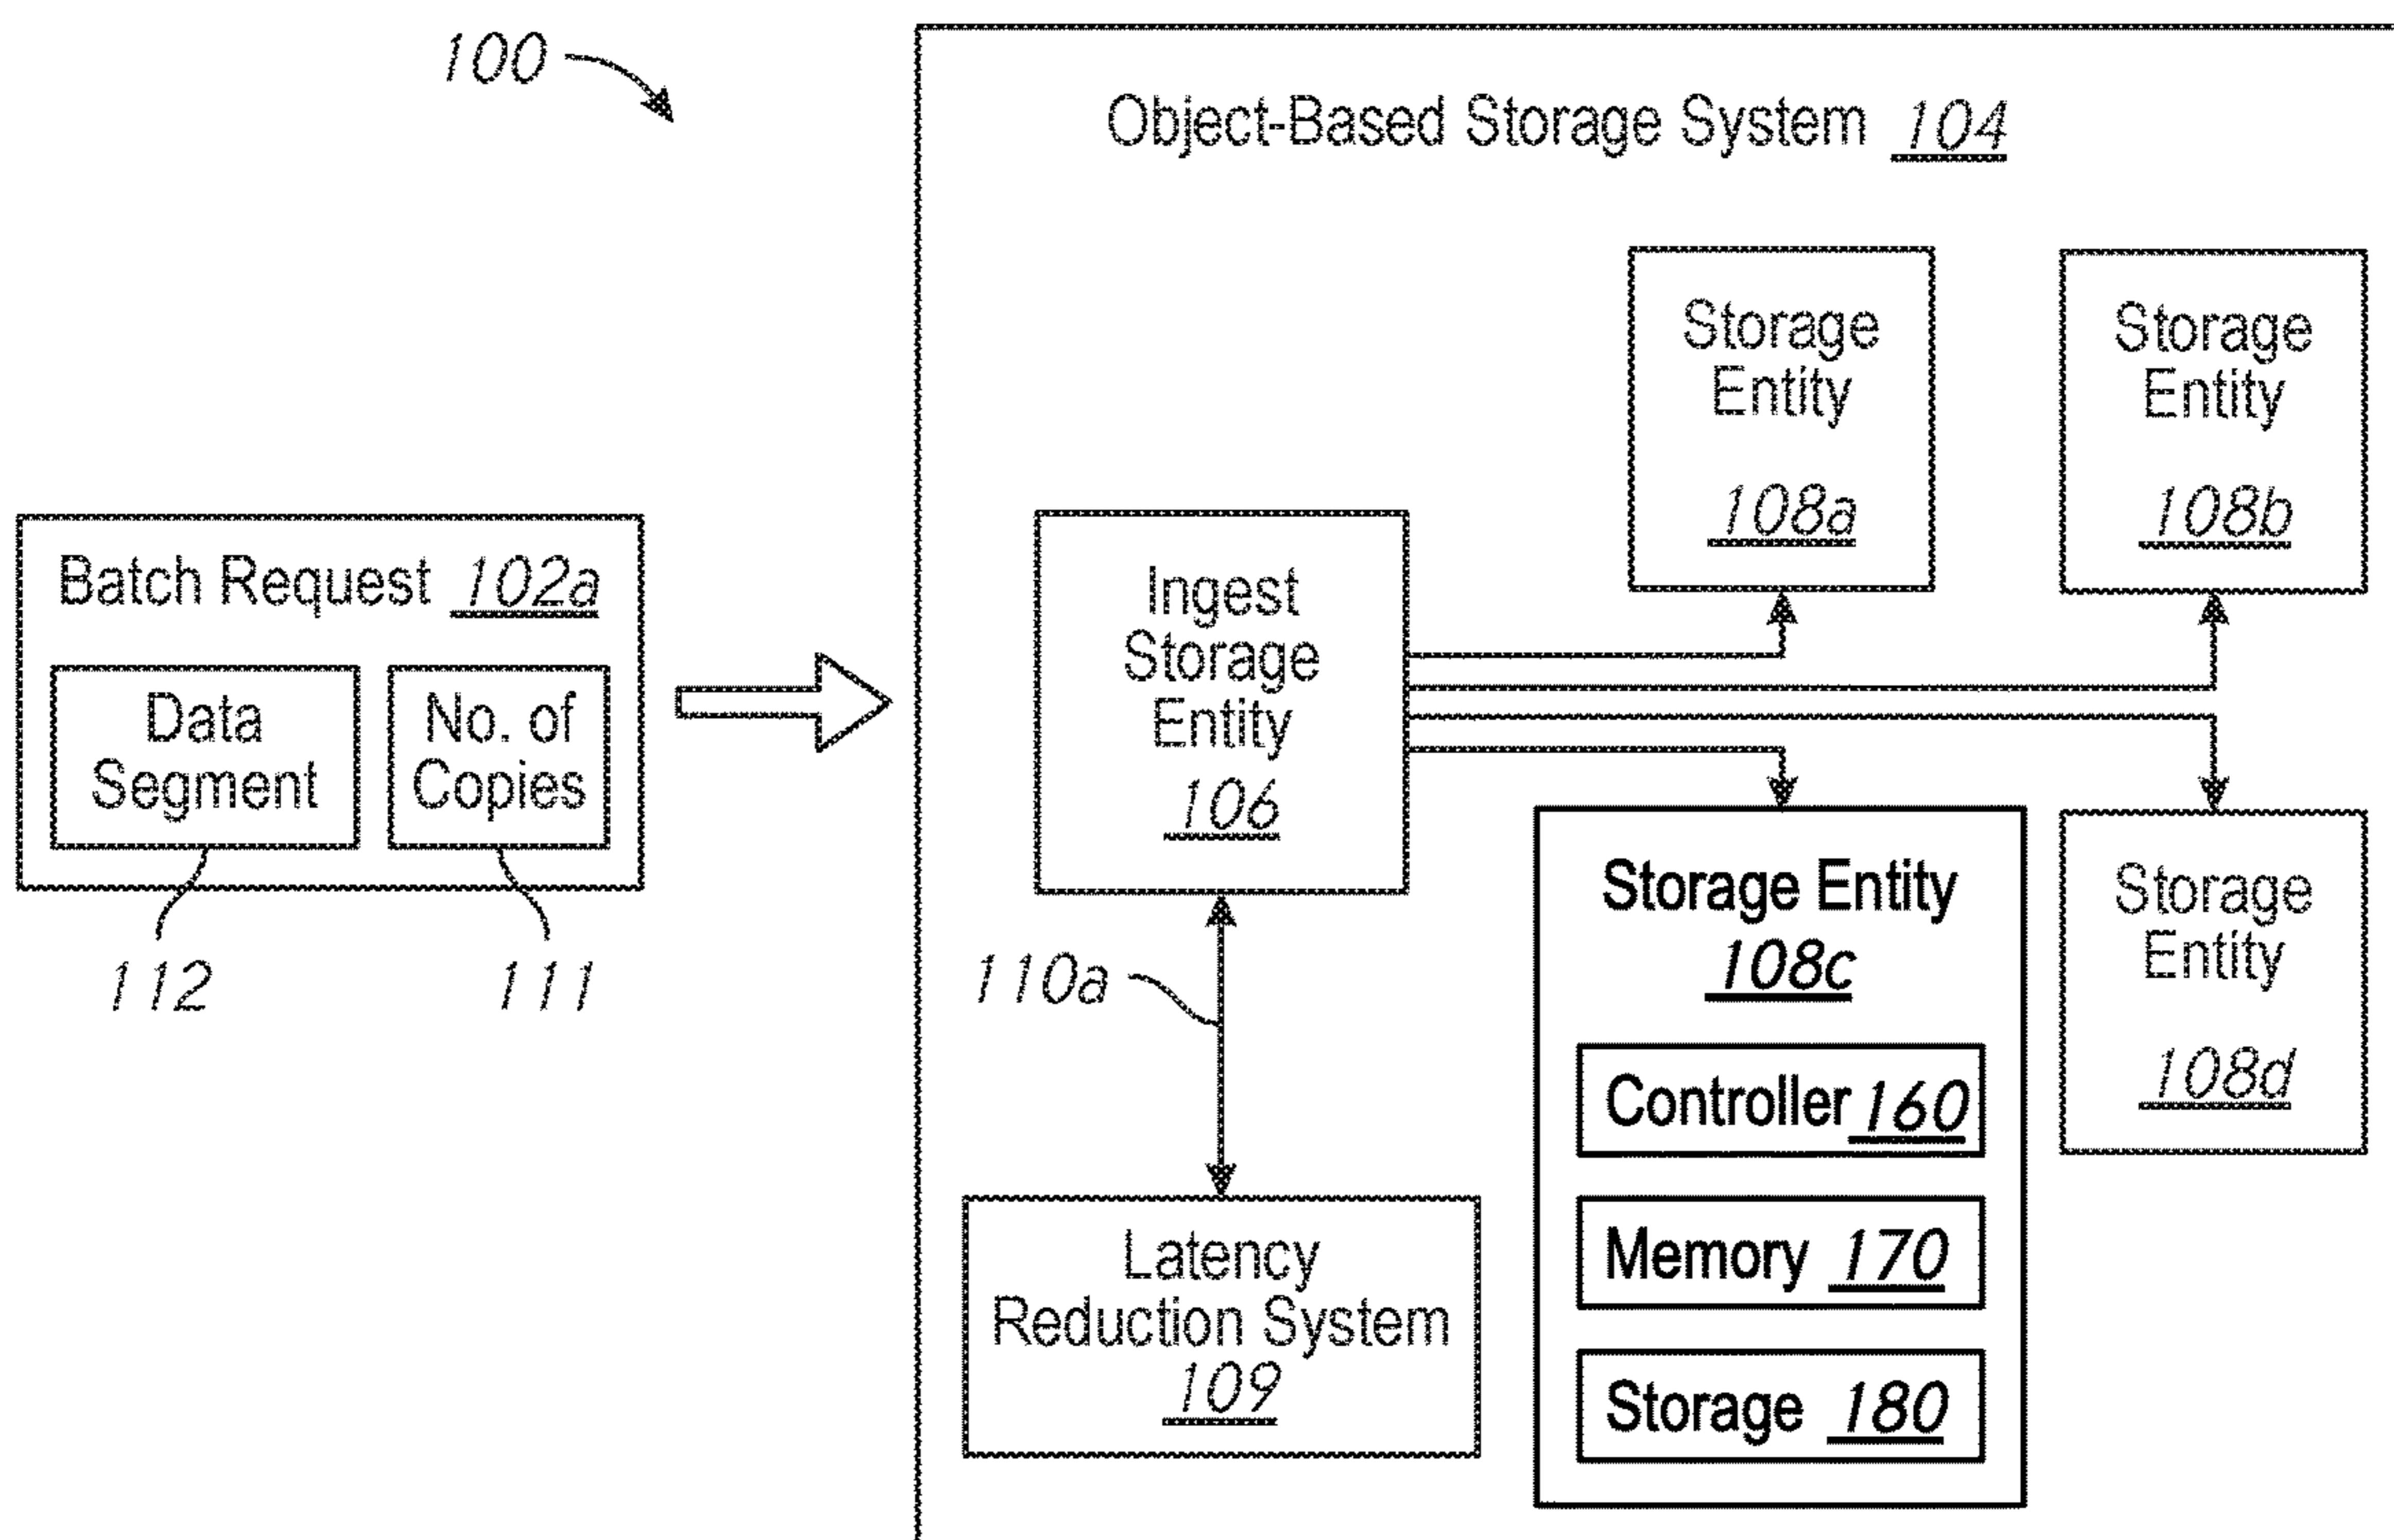 100
Object-Based Storage System 104
Batch Request 102a
Data
Segment
No. of
Copies
112
111
Ingest
Storage
Entity
106
Storage
Entity
108a
Storage
Entity
108b
110a
Latency
Reduction System
109
Storage Entity
108c
Controller 160
Memory 170
Storage 180
Storage
Entity
108d